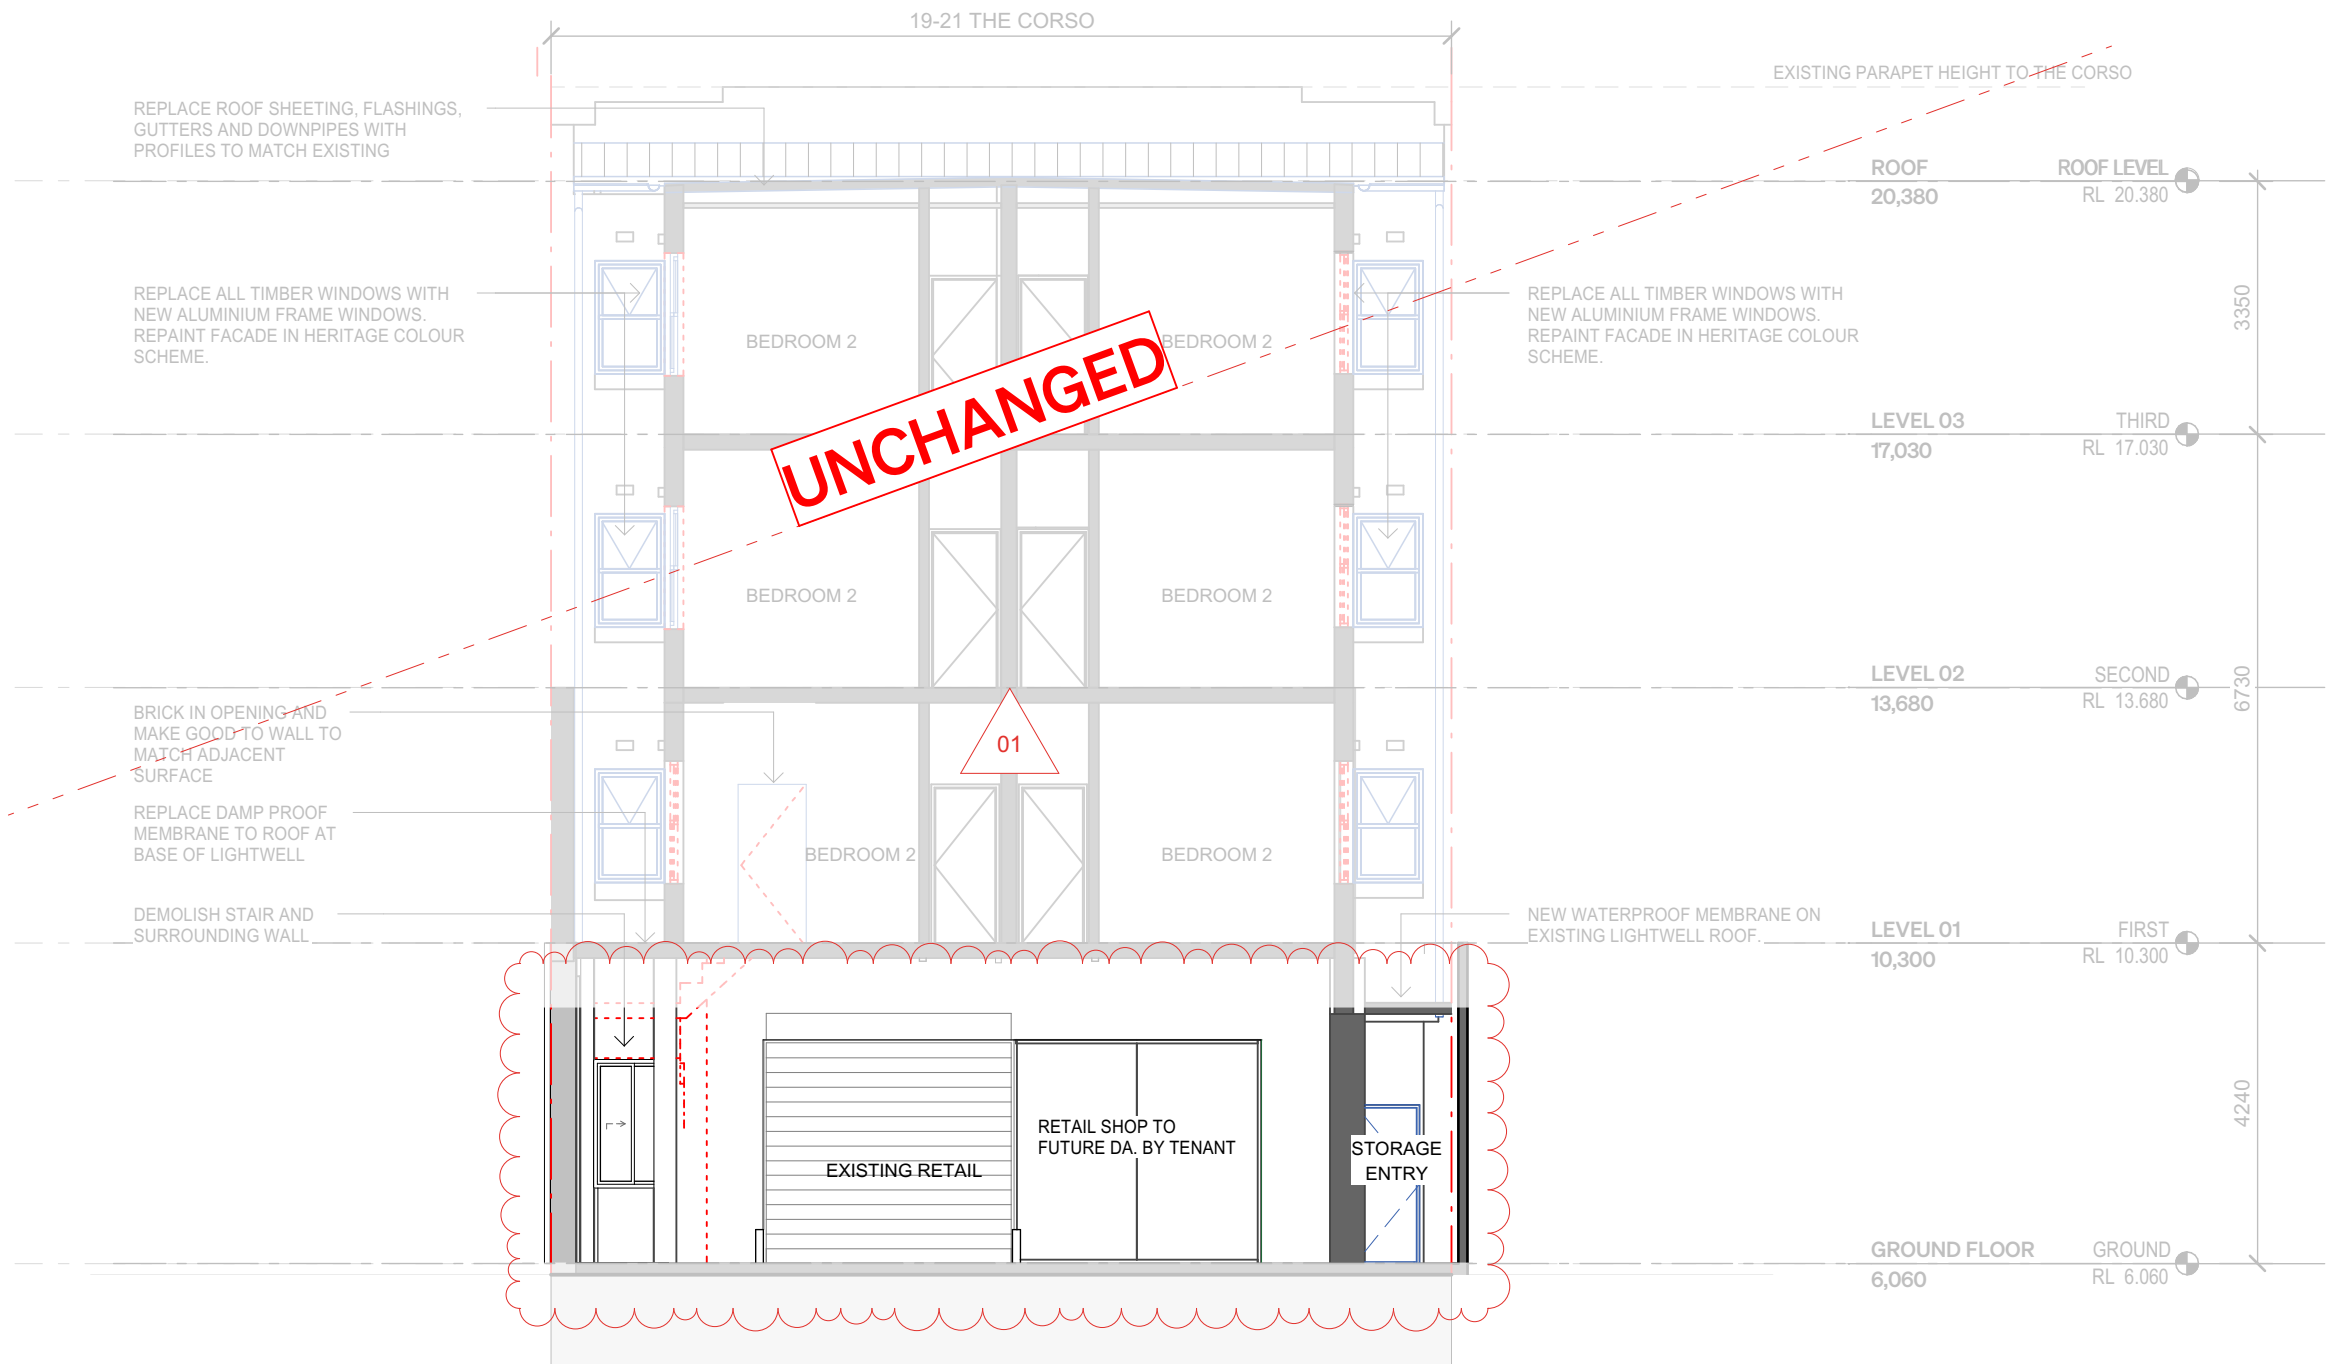 19-21 THE CORSO
EXISTING PARAPET HEIGHT TO THE CORSO
REPLACE ROOF SHEETING, FLASHINGS,
GUTTERS AND DOWNPIPES WITH
PROFILES TO MATCH EXISTING
ROOF
20,380
ROOF LEVEL
RL 20.380
REPLACE ALL TIMBER WINDOWS WITH
NEW ALUMINIUM FRAME WINDOWS.
REPAINT FACADE IN HERITAGE COLOUR
SCHEME.
BEDROOM 2
BEDROOM 2
REPLACE ALL TIMBER WINDOWS WITH
NEW ALUMINIUM FRAME WINDOWS.
REPAINT FACADE IN HERITAGE COLOUR
SCHEME.
3350
UNCHANGED
LEVEL 03
17,030
THIRD
RL 17.030
BEDROOM 2
BEDROOM 2
LEVEL 02
13,680
SECOND
RL 13.680
6730
BRICK IN OPENING AND
MAKE GOOD TO WALL TO
MATCH ADJACENT
SURFACE
01
REPLACE DAMP PROOF
MEMBRANE TO ROOF AT
BASE OF LIGHTWELL
BEDROOM 2
BEDROOM 2
DEMOLISH STAIR AND
SURROUNDING WALL
NEW WATERPROOF MEMBRANE ON
EXISTING LIGHTWELL ROOF.
LEVEL 01
10,300
FIRST
RL 10.300
4240
RETAIL SHOP TO
FUTURE DA. BY TENANT
EXISTING RETAIL
STORAGE
ENTRY
GROUND FLOOR
6,060
GROUND
RL 6.060